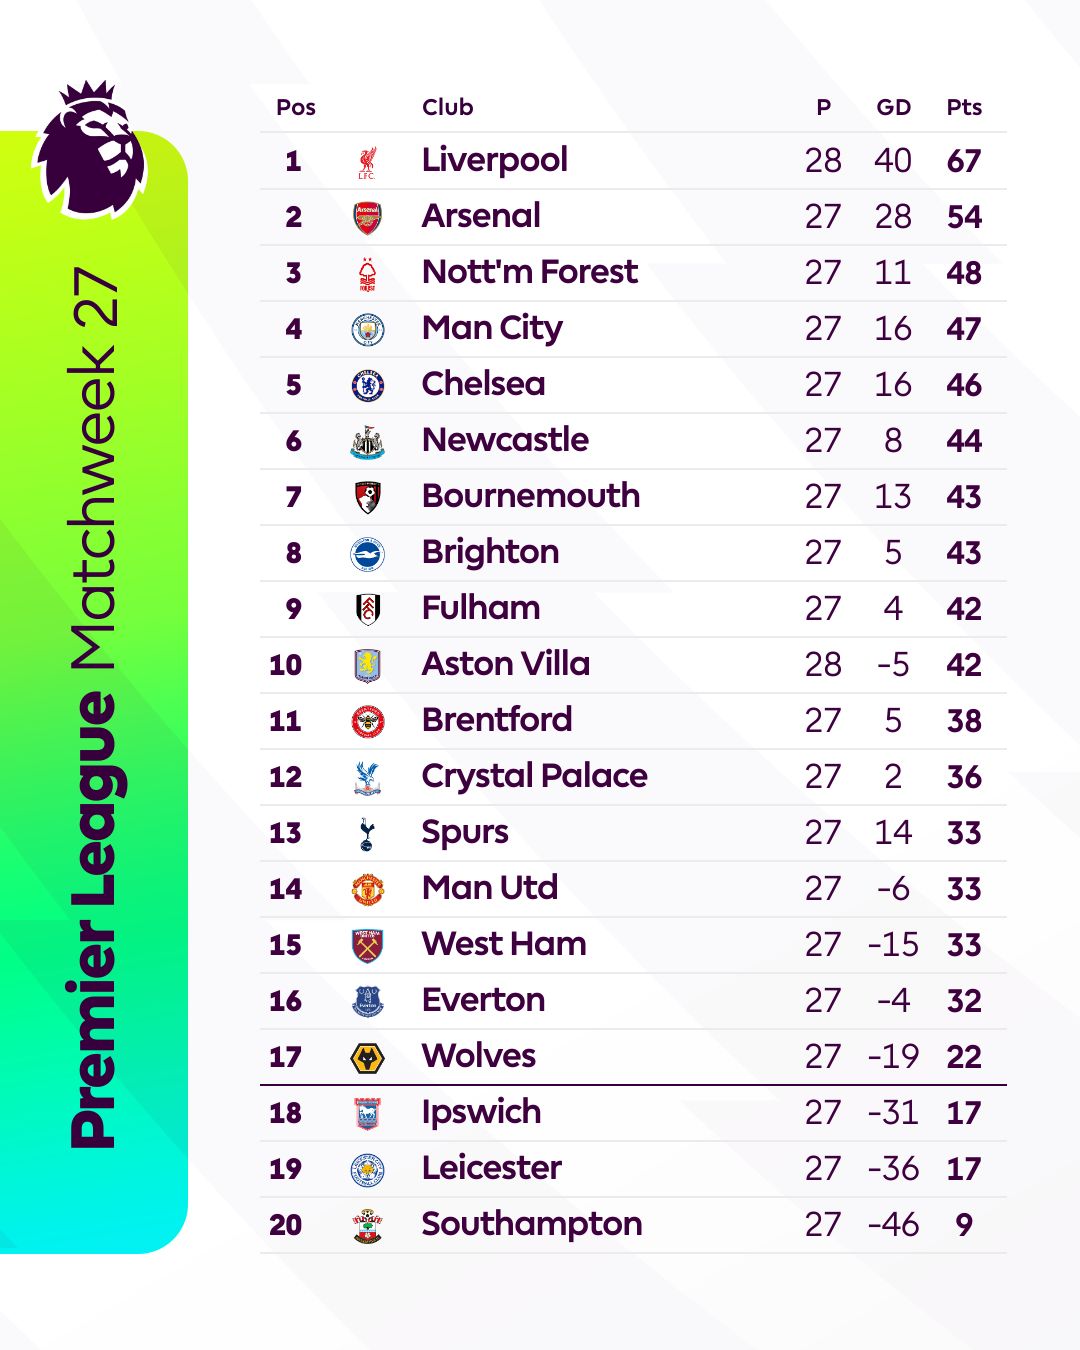 Premier League Matchweek 27
Pos Club P GD Pts
1 Liverpool 28 40 67
2 Arsenal 27 28 54
3 Nott'm Forest 27 11 48
4 Man City 27 16 47
5 Chelsea 27 16 46
6 Newcastle 27 8 44
7 Bournemouth 27 13 43
8 Brighton 27 5 43
9 Fulham 27 4 42
10 Aston Villa 28 -5 42
11 Brentford 27 5 38
12 Crystal Palace 27 2 36
13 Spurs 27 14 33
14 Man Utd 27 -6 33
15 West Ham 27 -15 33
16 Everton 27 -4 32
17 Wolves 27 -19 22
18 Ipswich 27 -31 17
19 Leicester 27 -36 17
20 Southampton 27 -46 9